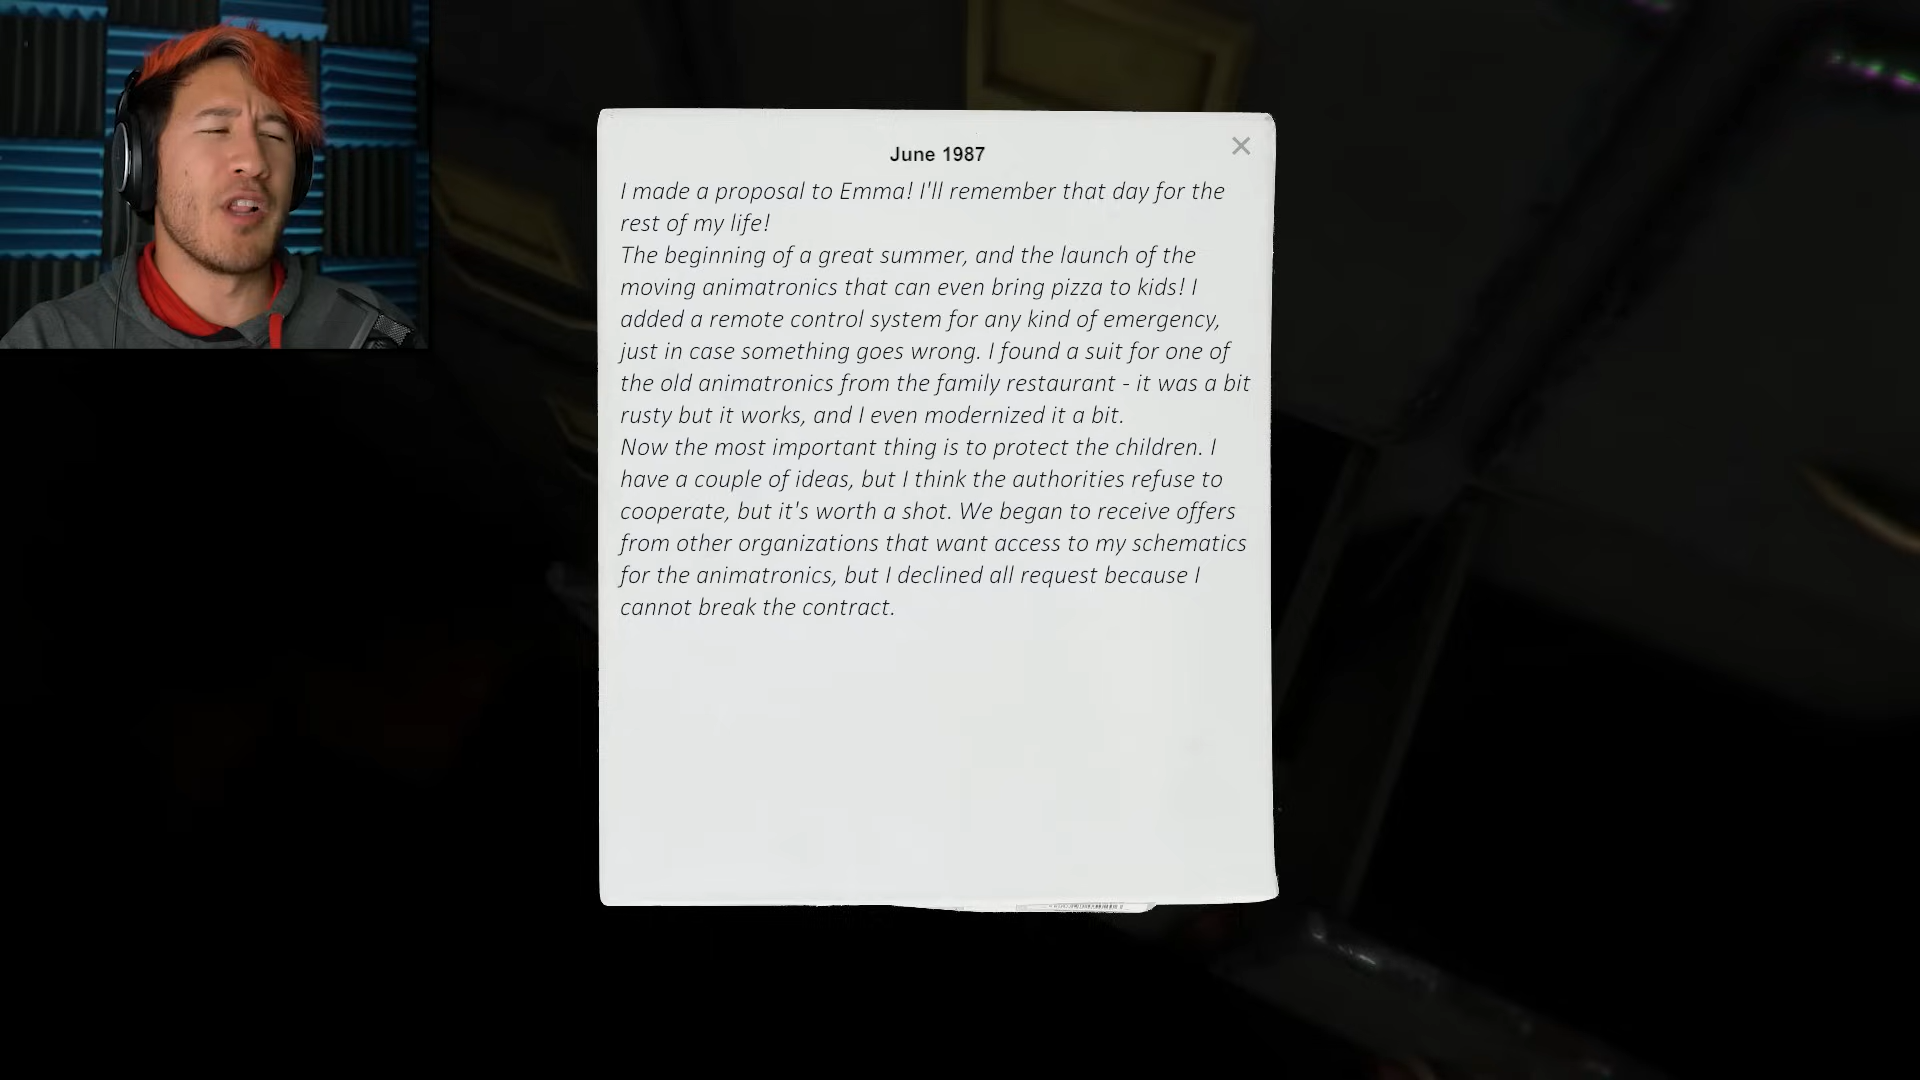 June 1987
I made a proposal to Emma! I'll remember that day for the
rest of my life!
The beginning of a great summer, and the launch of the
moving animatronics that can even bring pizza to kids! I
added a remote control system for any kind of emergency,
just in case something goes wrong. I found a suit for one of
the old animatronics from the family restaurant - it was a bit
rusty but it works, and I even modernized it a bit.
Now the most important thing is to protect the children. I
have a couple of ideas, but I think the authorities refuse to
cooperate, but it's worth a shot. We began to receive offers
from other organizations that want access to my schematics
for the animatronics, but I declined all request because I
cannot break the contract.